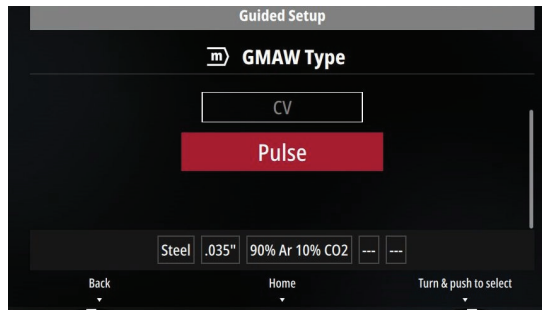 Guided Setup
m GMAW Type
CV
Pulse
Steel .035" 90% Ar 10% CO2 --- ---
Back Home Turn & push to select